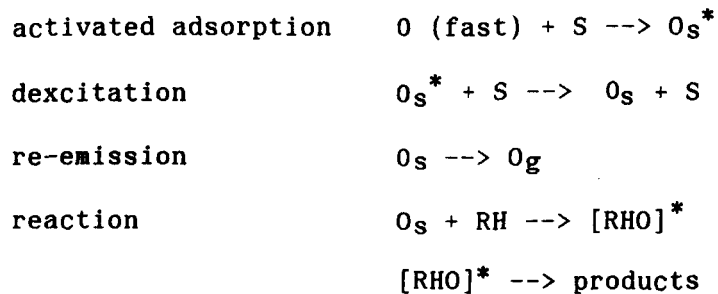 activated adsorption O (fast) + S --> Os*
dexcitation Os* + S --> Os + S
re-emission Os --> Og
reaction Os + RH --> [RHO]*
[RHO]* --> products